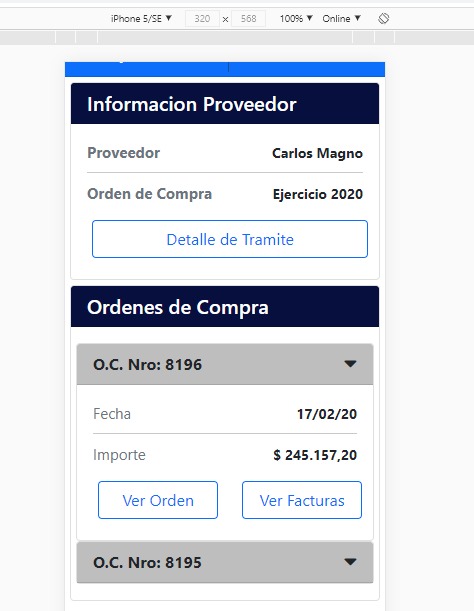 iPhone 5/SE ▼ 320 x 568 100% ▼ Online ▼
Informacion Proveedor
Proveedor Carlos Magno
Orden de Compra Ejercicio 2020
Detalle de Tramite
Ordenes de Compra
O.C. Nro: 8196
Fecha 17/02/20
Importe $ 245.157,20
Ver Orden Ver Facturas
O.C. Nro: 8195